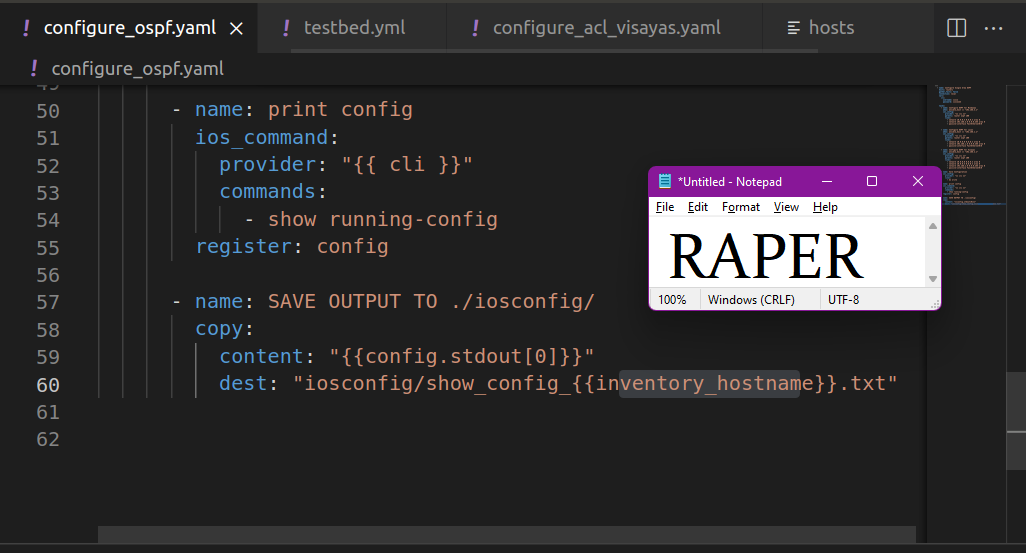 ! configure_ospf.yaml ×
! testbed.yml
! configure_acl_visayas.yaml
hosts
! configure_ospf.yaml
50 - name: print config
51 ios_command:
52 provider: "{{ cli }}"
53 commands:
54 - show running-config
55 register: config
56
57 - name: SAVE OUTPUT TO ./iosconfig/
58 copy:
59 content: "{{config.stdout[0]}}"
60 dest: "iosconfig/show_config_{{inventory_hostname}}.txt"
61
62
*Untitled - Notepad
File Edit Format View Help
RAPER
100% Windows (CRLF) UTF-8